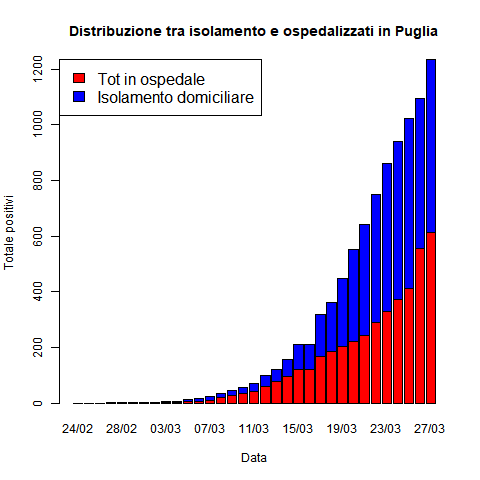 Distribuzione tra isolamento e ospedalizzati in Puglia
Tot in ospedale
Isolamento domiciliare
Totale positivi
1200
1000
800
600
400
200
0
24/02 28/02 03/03 07/03 11/03 15/03 19/03 23/03 27/03
Data